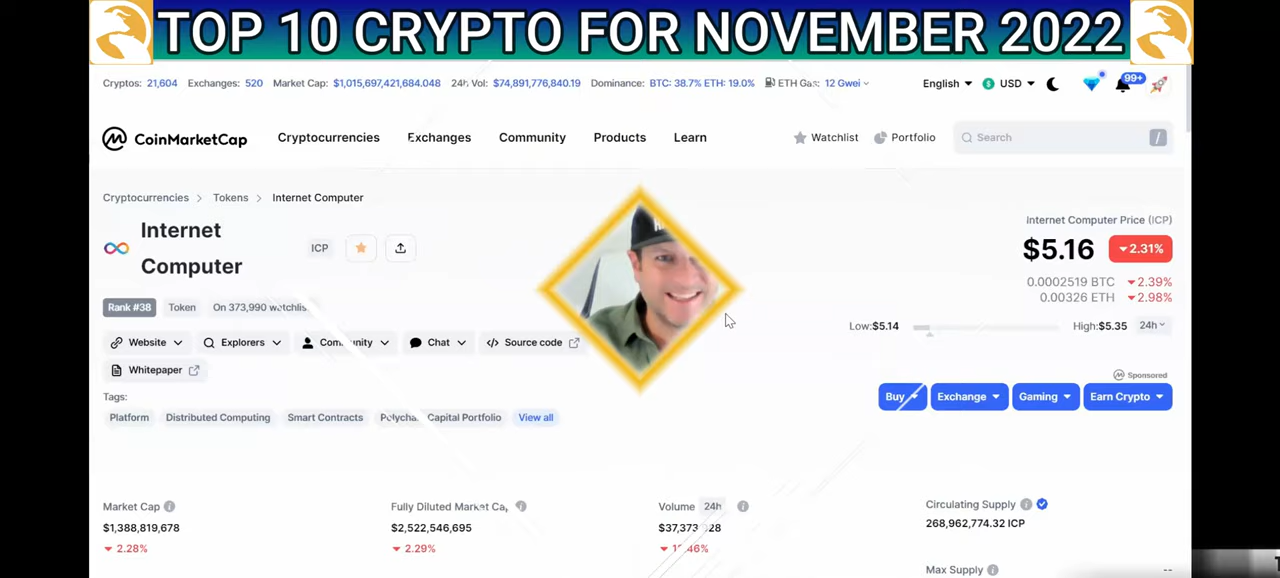 TOP 10 CRYPTO FOR NOVEMBER 2022
Cryptos: 21,604 Exchanges: 520 Market Cap: $1,015,697,421,684.048 24h Vol: $74,891,776,840.19 Dominance: BTC: 38.7% ETH: 19.0% ETH Gas: 12 Gwei English USD 99+
CoinMarketCap Cryptocurrencies Exchanges Community Products Learn Watchlist Portfolio Search /
Cryptocurrencies > Tokens > Internet Computer
Internet
Computer
ICP
Internet Computer Price (ICP)
$5.16 2.31%
0.0002519 BTC 2.39%
0.00326 ETH 2.98%
Rank #38 Token On 373,990 watchlis
Low: $5.14 High: $5.35 24h
Website Explorers Community Chat Source code
Whitepaper
Sponsored
Buy Exchange Gaming Earn Crypto
Tags:
Platform Distributed Computing Smart Contracts Polychain Capital Portfolio View all
Market Cap Fully Diluted Market Ca Volume 24h Circulating Supply
$1,388,819,678 $2,522,546,695 268,962,774.32 ICP
2.28% 2.29%
Max Supply --